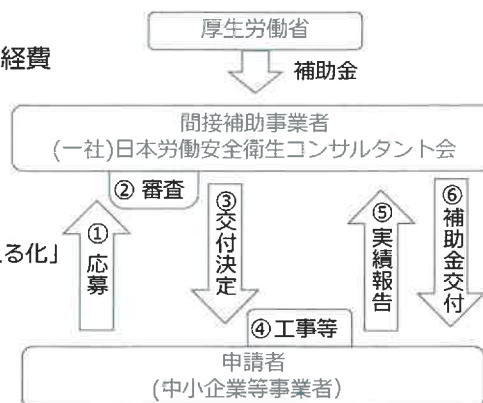 厚生労働省
経費
補助金
間接補助事業者
(一社)日本労働安全衛生コンサルタント会
② 審査
①応募
③交付決定
⑤実績報告
⑥補助金交付
る化」
④工事等
申請者
(中小企業等事業者)